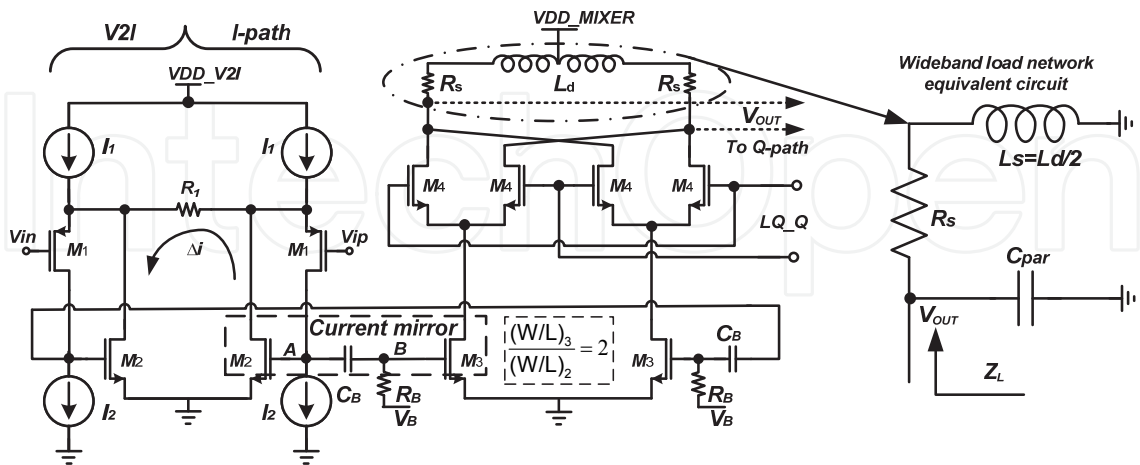 V2I
I-path
VDD_V2I
VDD_MIXER
Wideband load network
equivalent circuit
I1
I1
R1
Rs
Ld
Rs
VOUT
To Q-path
Ls=Ld/2
Rs
Vin
M1
Δi
M1
Vip
M4
M4
M4
M4
LQ_Q
Cpar
VOUT
ZL
Current mirror
M2
M2
A
B
M3
(W/L)3
(W/L)2
=2
M3
CB
CB
RB
VB
RB
VB
I2
I2
IntechOpen